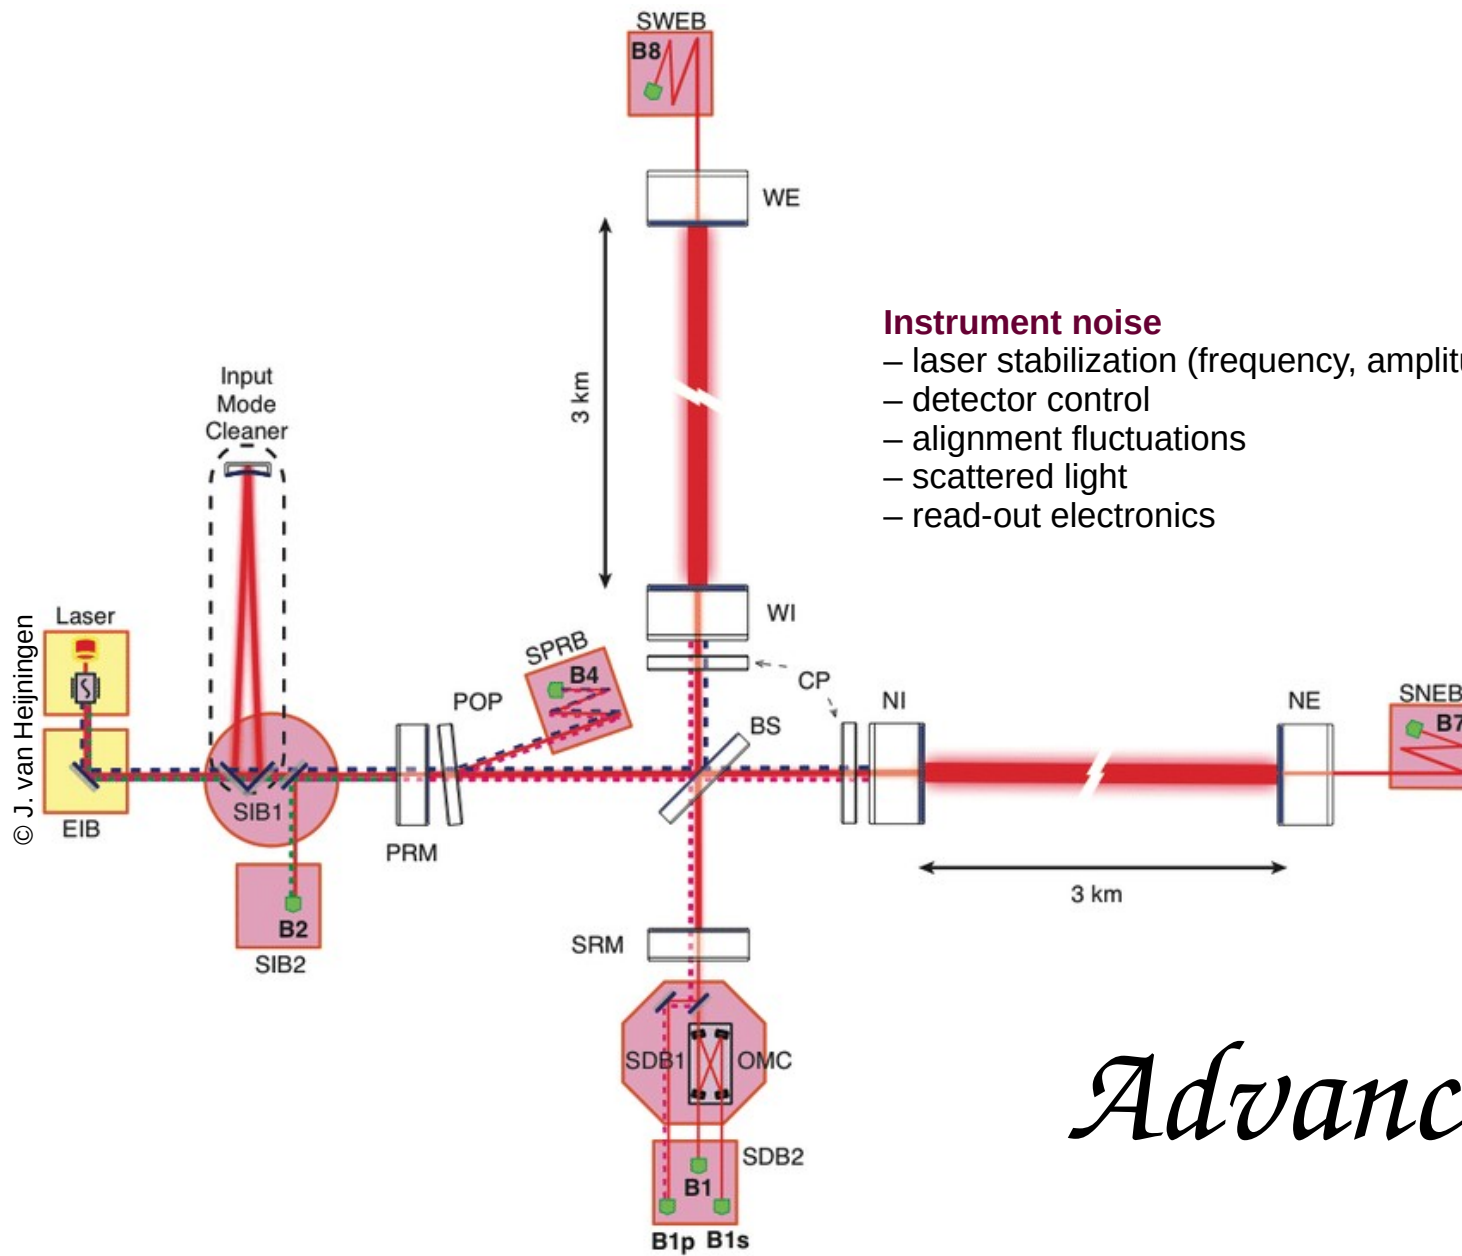 SWEB
B8
WE
3 km
Instrument noise
– laser stabilization (frequency,
– detector control
– alignment fluctuations
– scattered light
– read-out electronics
Input
Mode
Cleaner
© J. van Heijningen
Laser
EIB
SIB1
B2
SIB2
PRM
POP
SPRB
B4
WI
CP
BS
NI
NE
SNEB
B7
3 km
SRM
SDB1
OMC
SDB2
B1
B1p
B1s